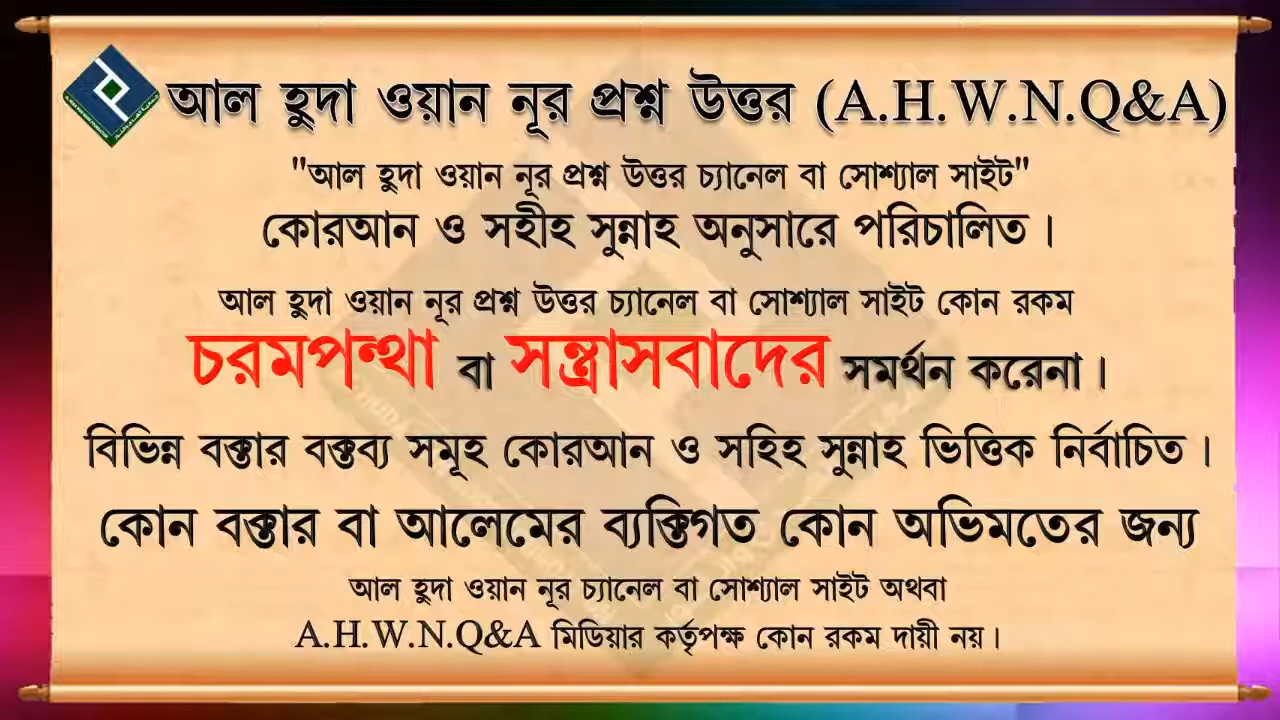 আল হুদা ওয়ান নূর প্রশ্ন উত্তর (A.H.W.N.Q&A)
"আল হুদা ওয়ান নূর প্রশ্ন উত্তর চ্যানেল বা সোশ্যাল সাইট"
কোরআন ও সহীহ সুন্নাহ অনুসারে পরিচালিত।
আল হুদা ওয়ান নূর প্রশ্ন উত্তর চ্যানেল বা সোশ্যাল সাইট কোন রকম
চরমপন্থা বা সন্ত্রাসবাদের সমর্থন করেনা।
বিভিন্ন বক্তার বক্তব্য সমূহ কোরআন ও সহিহ সুন্নাহ ভিত্তিক নির্বাচিত।
কোন বক্তার বা আলেমের ব্যক্তিগত কোন অভিমতের জন্য
আল হুদা ওয়ান নূর চ্যানেল বা সোশ্যাল সাইট অথবা
A.H.W.N.Q&A মিডিয়ার কর্তৃপক্ষ কোন রকম দায়ী নয়।